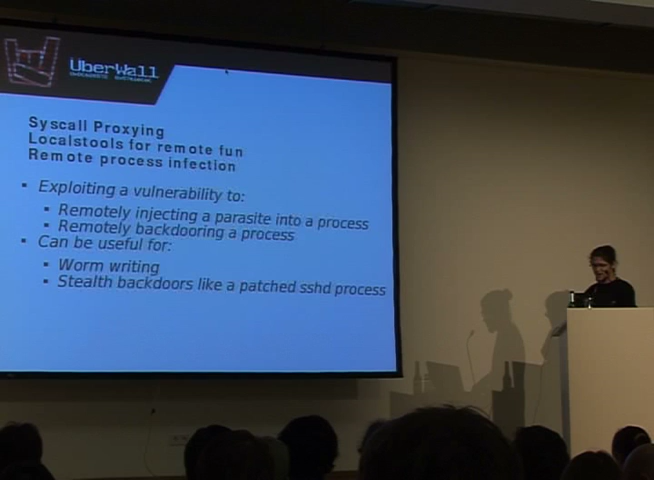 UberWall
Syscall Proxying
Localstools for remote fun
Remote process infection
Exploiting a vulnerability to:
Remotely injecting a parasite into a process
Remotely backdooring a process
Can be useful for:
Worm writing
Stealth backdoors like a patched sshd process